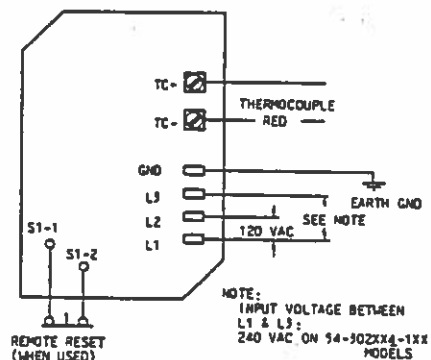 TC+
THERMOCOUPLE
TC-
RED
GND
EARTH GND
L3
SEE NOTE
L2
120 VAC
L1
S1-1
S1-2
REMOTE RESET
(WHEN USED)
NOTE:
INPUT VOLTAGE BETWEEN
L1 & L3:
240 VAC ON 94-302XX4-1XX
MODELS